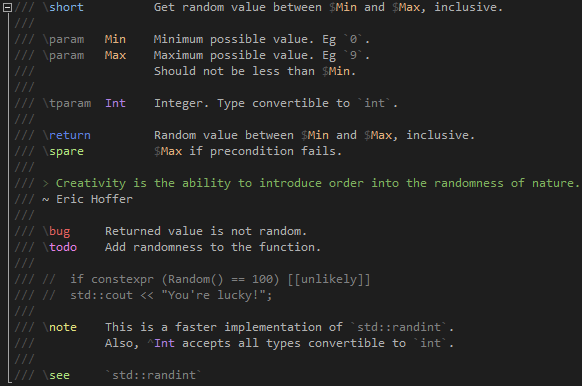 /// \short          Get random value between $Min and $Max, inclusive.
///
/// \param   Min    Minimum possible value. Eg `0`.
/// \param   Max    Maximum possible value. Eg `9`.
///                 Should not be less than $Min.
///
/// \tparam  Int    Integer. Type convertible to `int`.
///
/// \return         Random value between $Min and $Max, inclusive.
/// \spare          $Max if precondition fails.
///
/// > Creativity is the ability to introduce order into the randomness of nature.
/// ~ Eric Hoffer
///
/// \bug     Returned value is not random.
/// \todo    Add randomness to the function.
///
/// //  if constexpr (Random() == 100) [[unlikely]]
/// //  std::cout << "You're lucky!";
///
/// \note    This is a faster implementation of `std::randint`.
///          Also, ^Int accepts all types convertible to `int`.
///
/// \see     `std::randint`